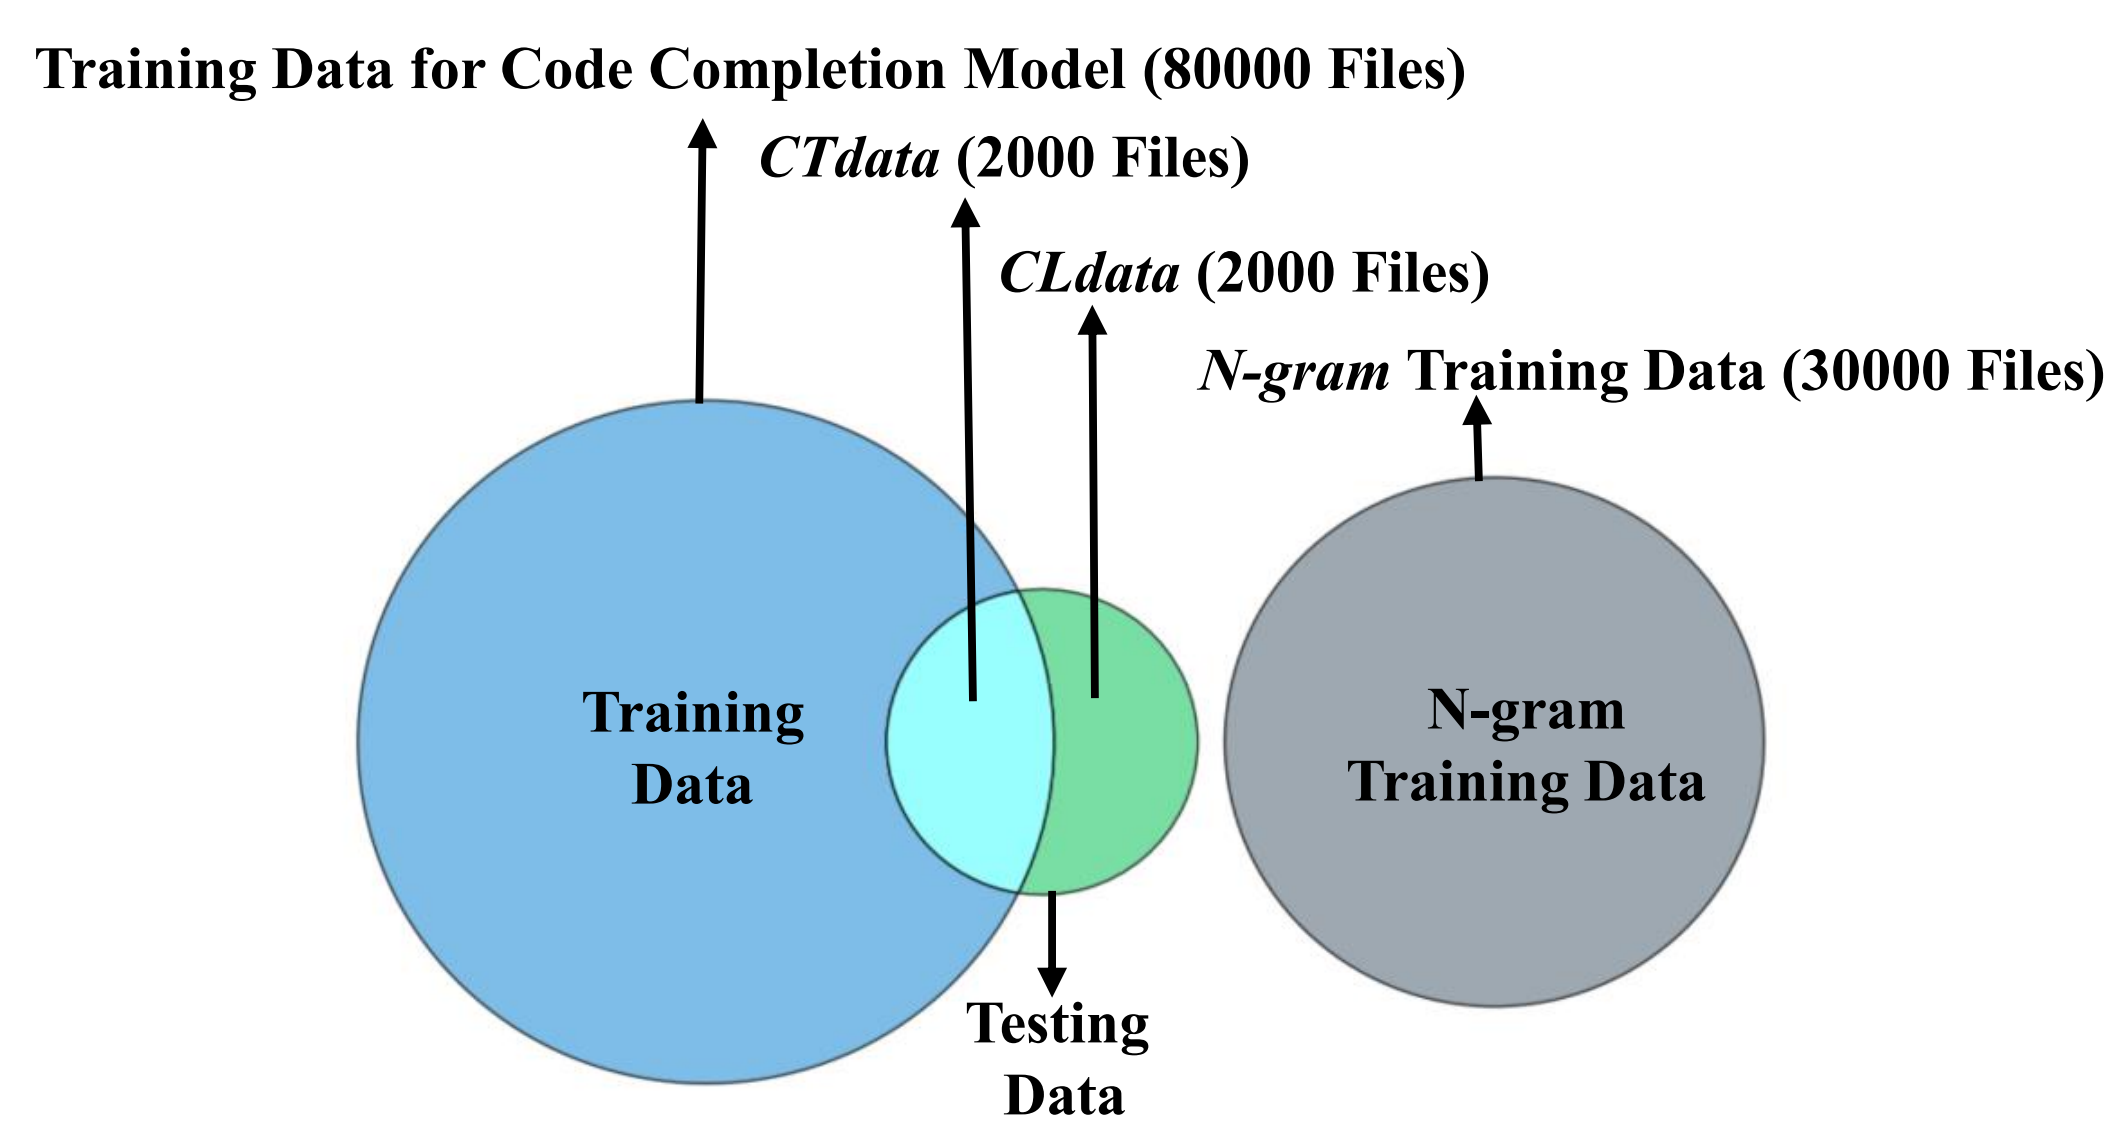 Training Data for Code Completion Model (80000 Files)
CTdata (2000 Files)
CLdata (2000 Files)
N-gram Training Data (30000 Files)
Training
Data
N-gram
Training Data
Testing
Data